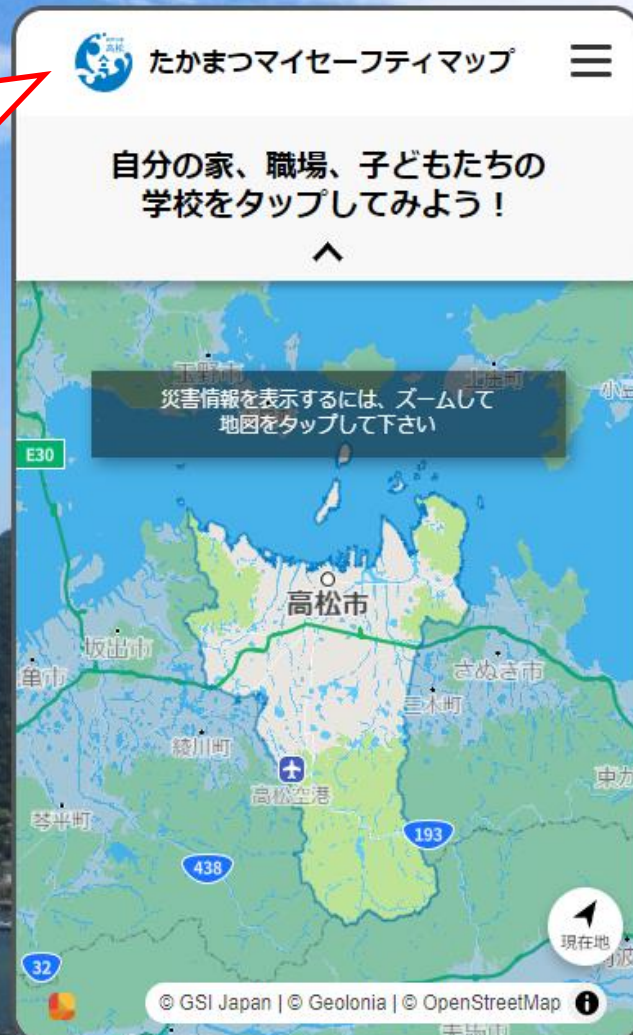 たかまつマイセーフティマップ
自分の家、職場、子どもたちの
学校をタップしてみよう！
玉野市
災害情報を表示するには、ズームして
地図をタップして下さい
E30
高松市
坂出市
さぬき市
亀市
三木町
綾川町
高松空港
琴平町
193
438
現在地
32
© GSI Japan | © Geolonia | © OpenStreetMap